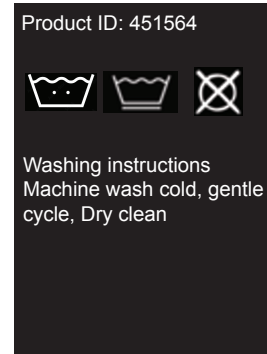 Product ID: 451564
Washing instructions
Machine wash cold, gentle
cycle, Dry clean